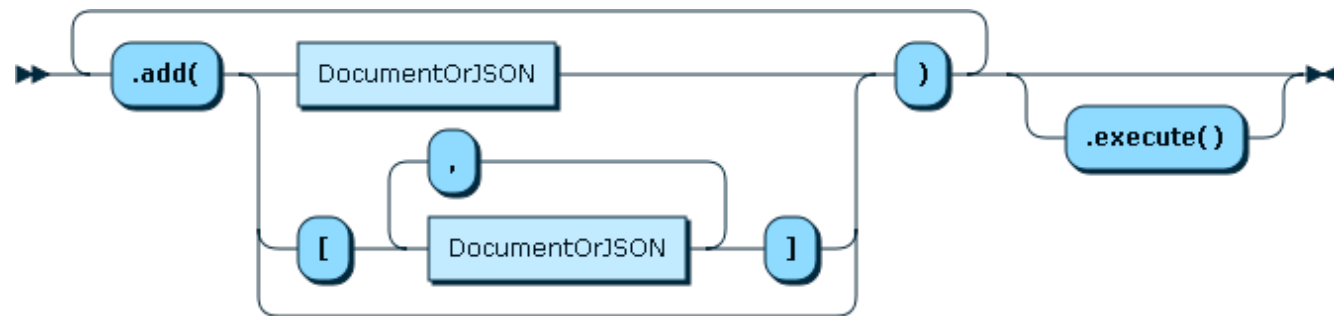 .add( DocumentOrJSON ) .execute()
,
[ DocumentOrJSON ]